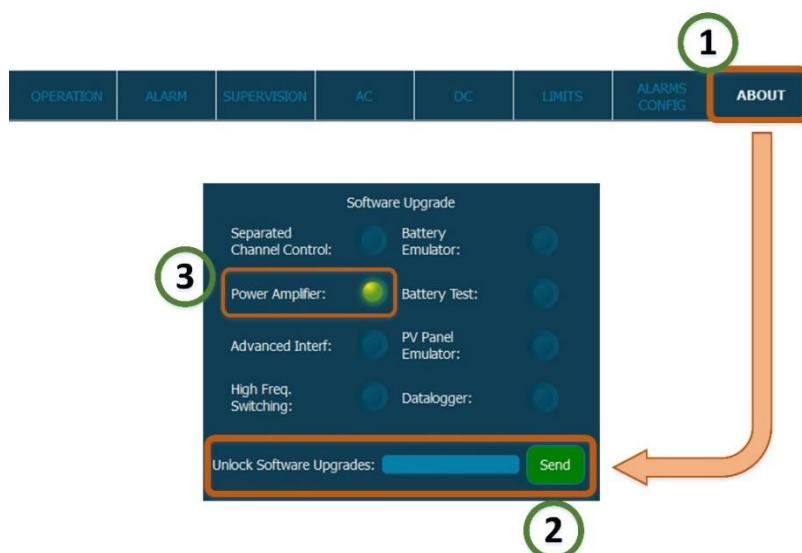 1
OPERATION
ALARM
SUPERVISION
AC
DC
LIMITS
ALARMS
CONFIG
ABOUT
Software Upgrade
Separated
Channel Control:
Battery
Emulator:
3
Power Amplifier:
Battery Test:
Advanced Interf:
PV Panel
Emulator:
High Freq.
Switching:
Datalogger:
Unlock Software Upgrades:
Send
2